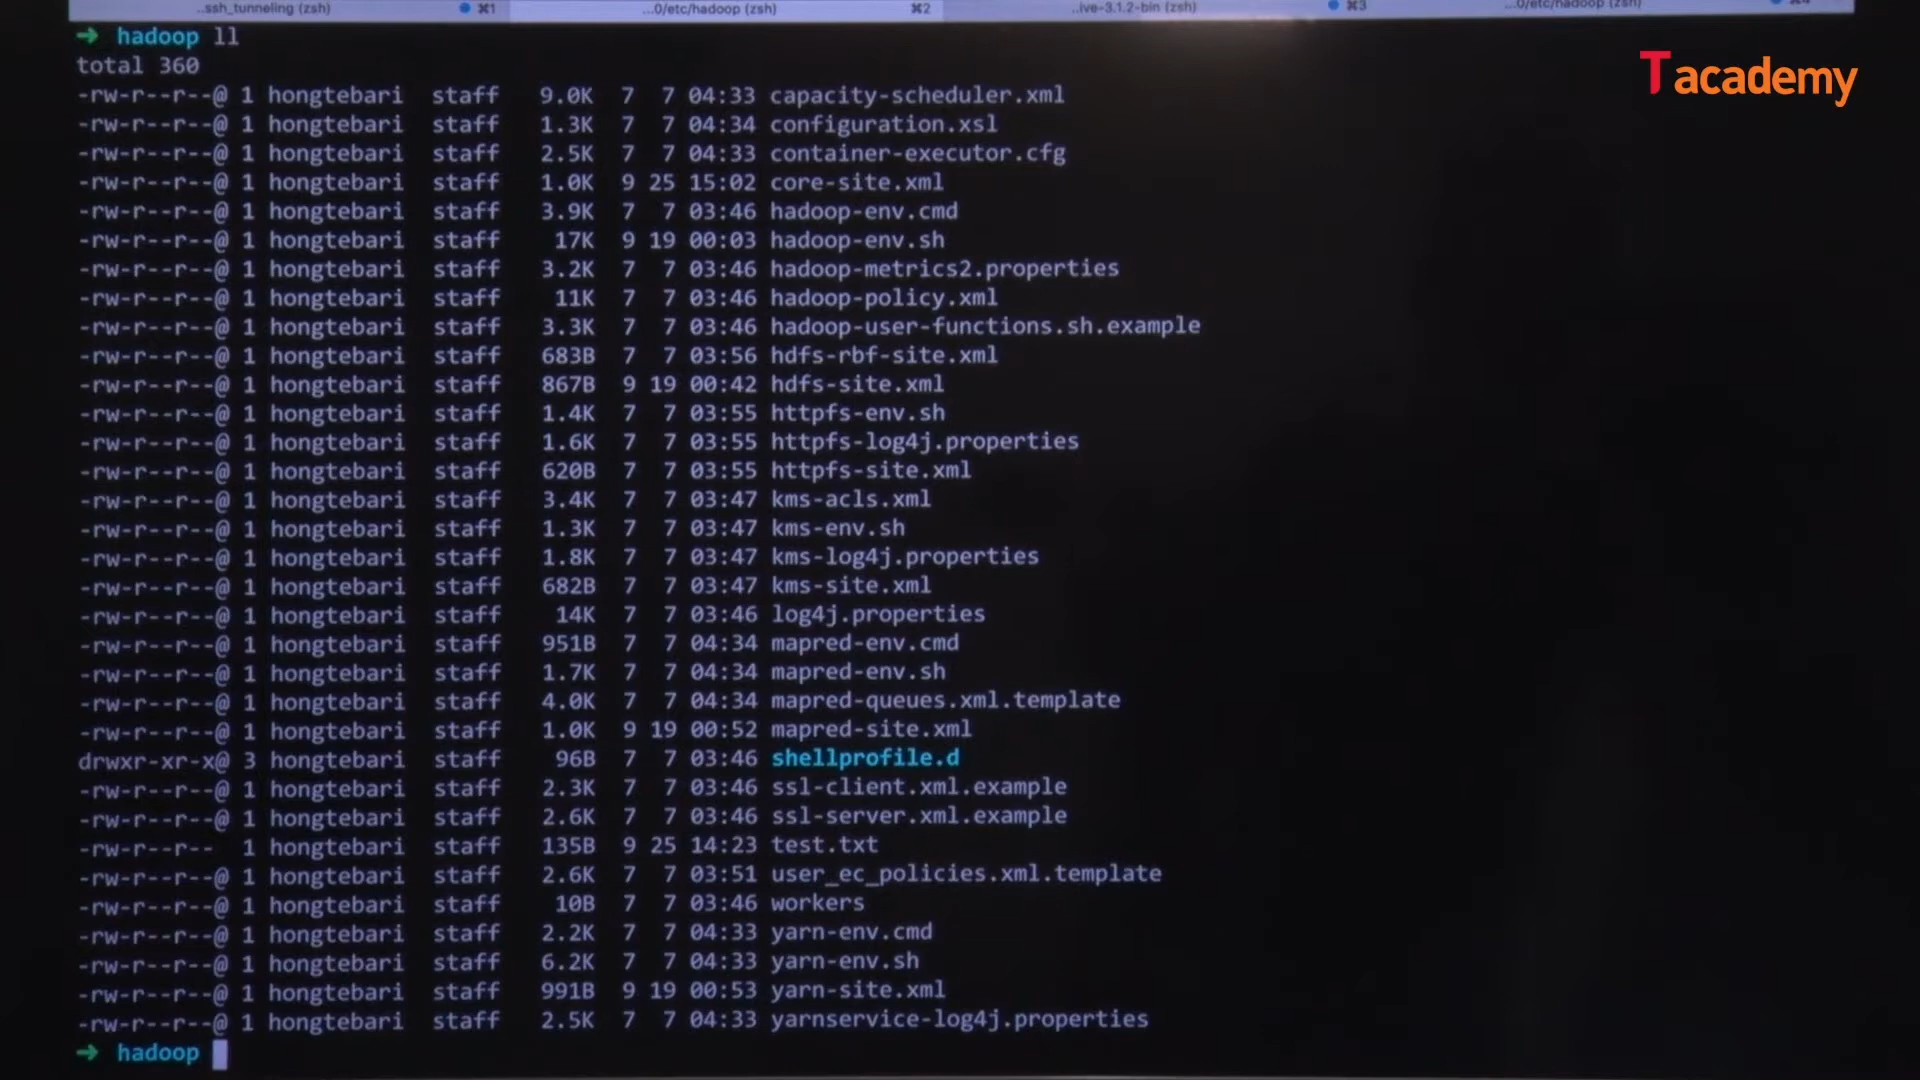 ..ssh_tunneling (zsh) ⌘1 ...0/etc/hadoop (zsh) ⌘2 ..ive-3.1.2-bin (zsh) ⌘3 ...0/etc/hadoop (zsh) ⌘4
➜ hadoop ll
Tacademy
total 360
-rw-r--r--@ 1 hongtebari staff 9.0K 7 7 04:33 capacity-scheduler.xml
-rw-r--r--@ 1 hongtebari staff 1.3K 7 7 04:34 configuration.xsl
-rw-r--r--@ 1 hongtebari staff 2.5K 7 7 04:33 container-executor.cfg
-rw-r--r--@ 1 hongtebari staff 1.0K 9 25 15:02 core-site.xml
-rw-r--r--@ 1 hongtebari staff 3.9K 7 7 03:46 hadoop-env.cmd
-rw-r--r--@ 1 hongtebari staff 17K 9 19 00:03 hadoop-env.sh
-rw-r--r--@ 1 hongtebari staff 3.2K 7 7 03:46 hadoop-metrics2.properties
-rw-r--r--@ 1 hongtebari staff 11K 7 7 03:46 hadoop-policy.xml
-rw-r--r--@ 1 hongtebari staff 3.3K 7 7 03:46 hadoop-user-functions.sh.example
-rw-r--r--@ 1 hongtebari staff 683B 7 7 03:56 hdfs-rbf-site.xml
-rw-r--r--@ 1 hongtebari staff 867B 9 19 00:42 hdfs-site.xml
-rw-r--r--@ 1 hongtebari staff 1.4K 7 7 03:55 httpfs-env.sh
-rw-r--r--@ 1 hongtebari staff 1.6K 7 7 03:55 httpfs-log4j.properties
-rw-r--r--@ 1 hongtebari staff 620B 7 7 03:55 httpfs-site.xml
-rw-r--r--@ 1 hongtebari staff 3.4K 7 7 03:47 kms-acls.xml
-rw-r--r--@ 1 hongtebari staff 1.3K 7 7 03:47 kms-env.sh
-rw-r--r--@ 1 hongtebari staff 1.8K 7 7 03:47 kms-log4j.properties
-rw-r--r--@ 1 hongtebari staff 682B 7 7 03:47 kms-site.xml
-rw-r--r--@ 1 hongtebari staff 14K 7 7 03:46 log4j.properties
-rw-r--r--@ 1 hongtebari staff 951B 7 7 04:34 mapred-env.cmd
-rw-r--r--@ 1 hongtebari staff 1.7K 7 7 04:34 mapred-env.sh
-rw-r--r--@ 1 hongtebari staff 4.0K 7 7 04:34 mapred-queues.xml.template
-rw-r--r--@ 1 hongtebari staff 1.0K 9 19 00:52 mapred-site.xml
drwxr-xr-x@ 3 hongtebari staff 96B 7 7 03:46 shellprofile.d
-rw-r--r--@ 1 hongtebari staff 2.3K 7 7 03:46 ssl-client.xml.example
-rw-r--r--@ 1 hongtebari staff 2.6K 7 7 03:46 ssl-server.xml.example
-rw-r--r-- 1 hongtebari staff 135B 9 25 14:23 test.txt
-rw-r--r--@ 1 hongtebari staff 2.6K 7 7 03:51 user_ec_policies.xml.template
-rw-r--r--@ 1 hongtebari staff 10B 7 7 03:46 workers
-rw-r--r--@ 1 hongtebari staff 2.2K 7 7 04:33 yarn-env.cmd
-rw-r--r--@ 1 hongtebari staff 6.2K 7 7 04:33 yarn-env.sh
-rw-r--r--@ 1 hongtebari staff 991B 9 19 00:53 yarn-site.xml
-rw-r--r--@ 1 hongtebari staff 2.5K 7 7 04:33 yarnservice-log4j.properties
➜ hadoop